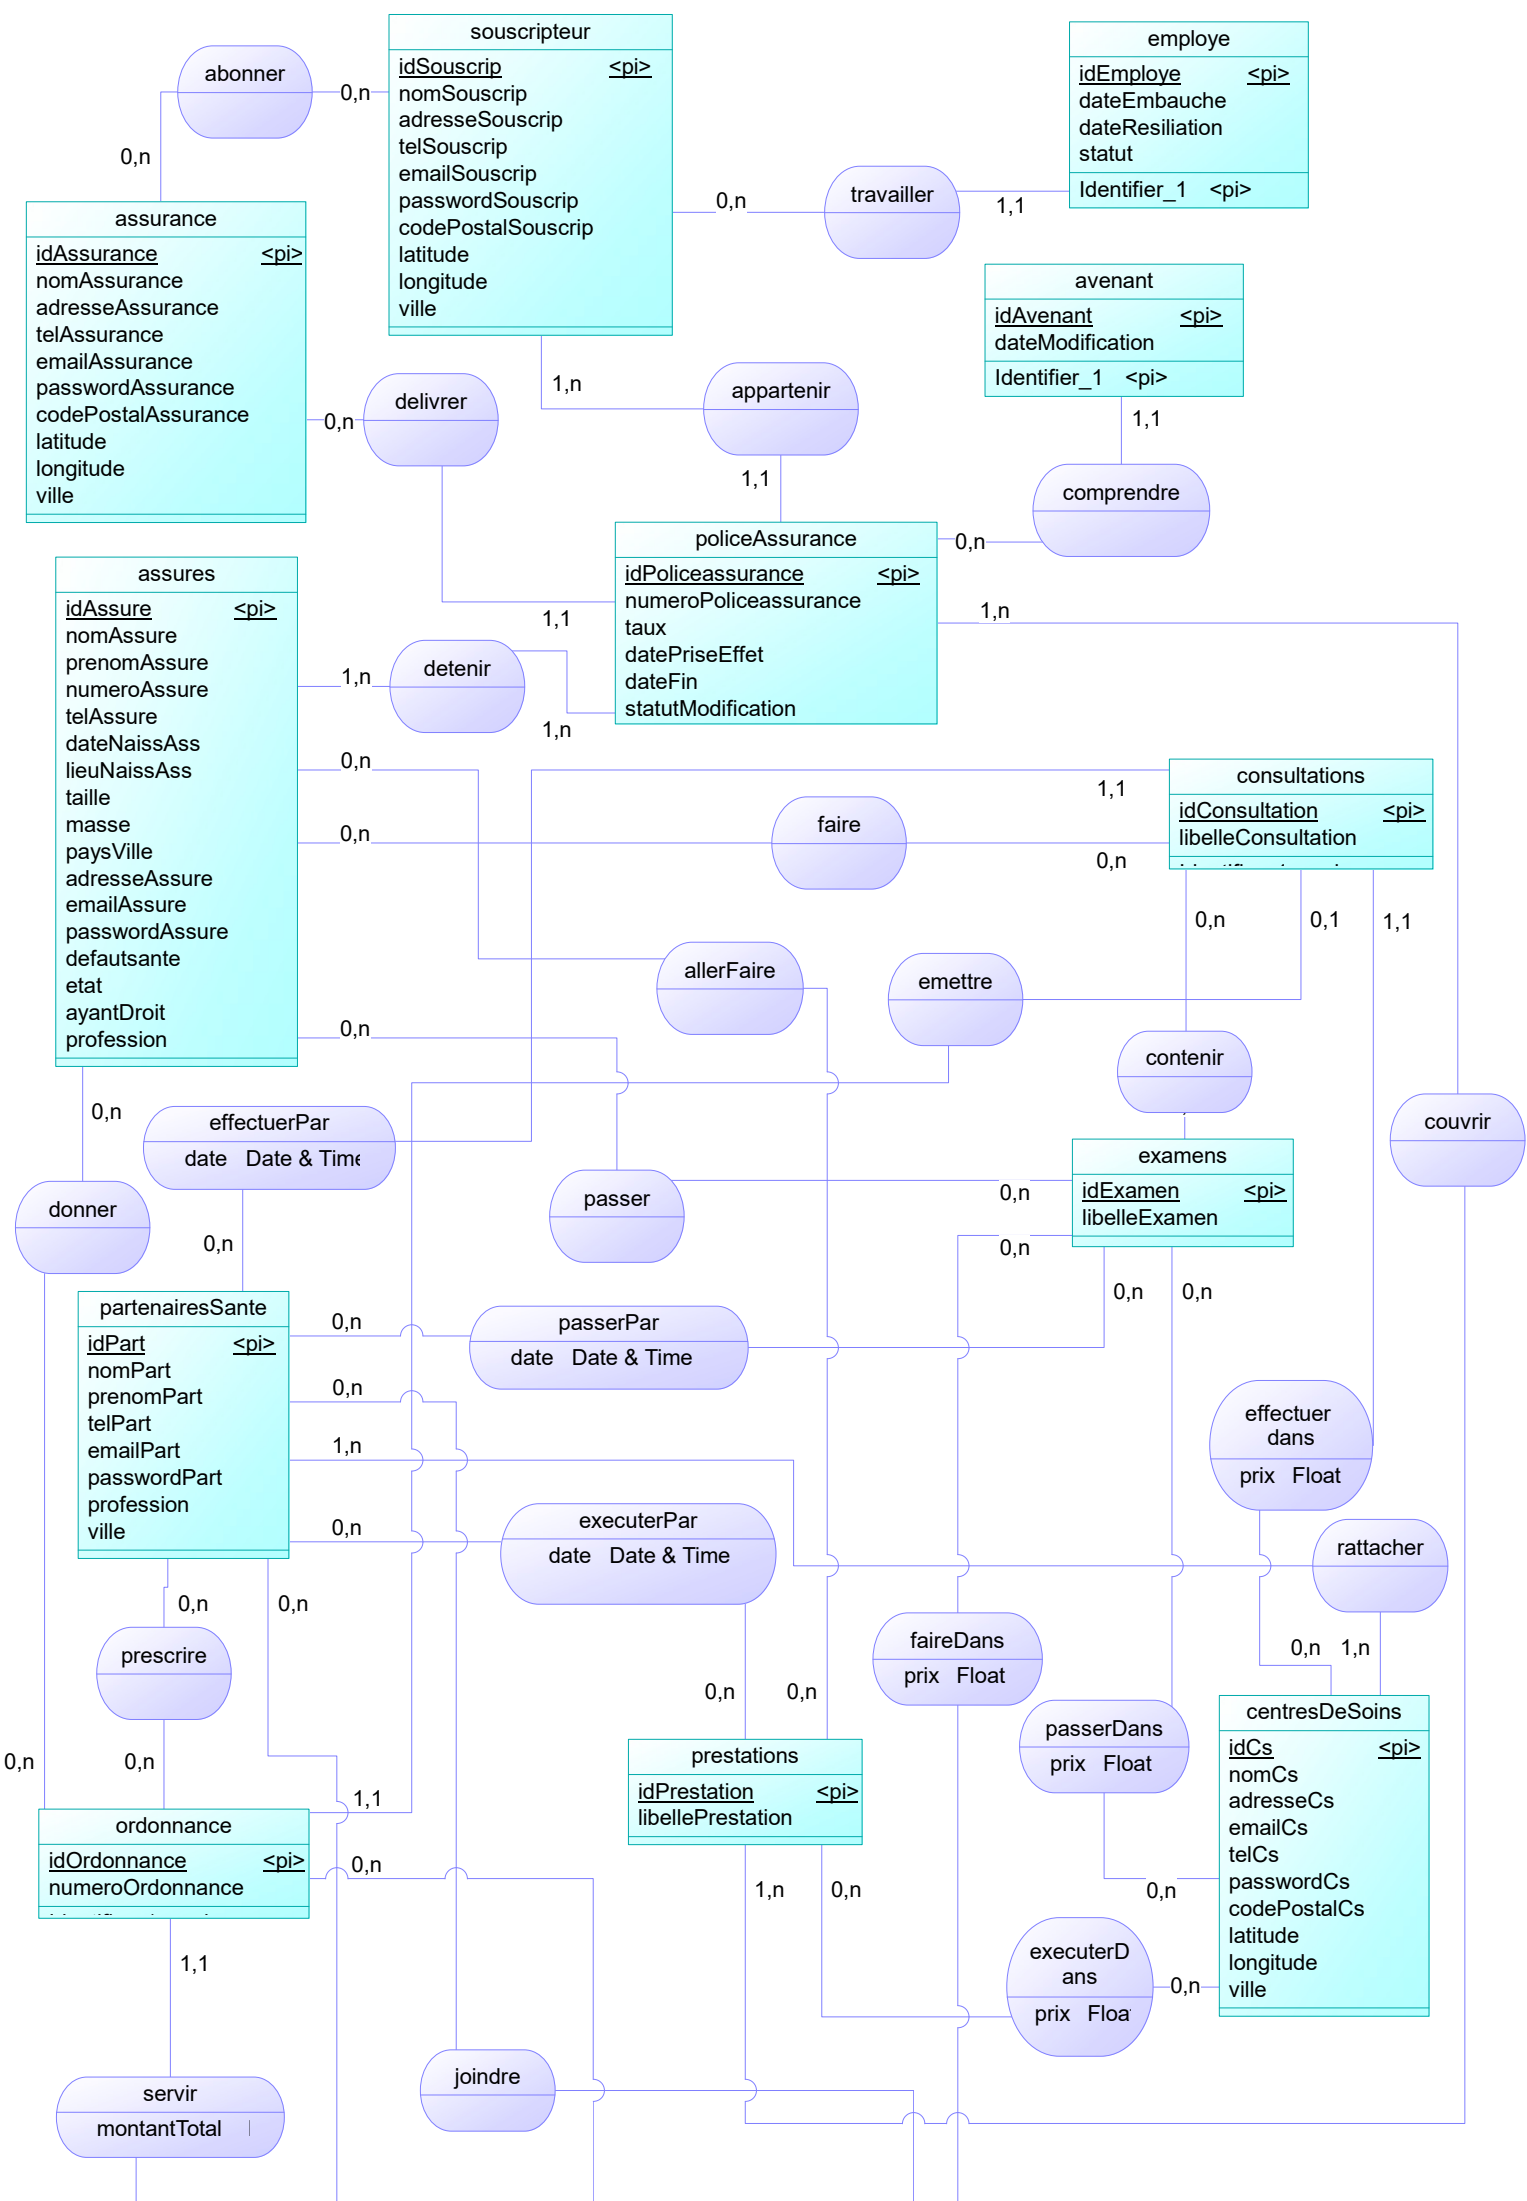 souscripteur
idSouscrip <pi>
nomSouscrip
adresseSouscrip
telSouscrip
emailSouscrip
passwordSouscrip
codePostalSouscrip
latitude
longitude
ville
employe
idEmploye <pi>
dateEmbauche
dateResiliation
statut
Identifier_1 <pi>
abonner
0,n
0,n
travailler
0,n
1,1
assurance
idAssurance <pi>
nomAssurance
adresseAssurance
telAssurance
emailAssurance
passwordAssurance
codePostalAssurance
latitude
longitude
ville
avenant
idAvenant <pi>
dateModification
Identifier_1 <pi>
delivrer
0,n
1,1
appartenir
1,n
1,1
comprendre
1,1
0,n
policeAssurance
idPoliceassurance <pi>
numeroPoliceassurance
taux
datePriseEffet
dateFin
statutModification
1,n
assures
idAssure <pi>
nomAssure
prenomAssure
numeroAssure
telAssure
dateNaissAss
lieuNaissAss
taille
masse
paysVille
adresseAssure
emailAssure
passwordAssure
defautsante
etat
ayantDroit
profession
detenir
1,n
1,n
0,n
0,n
0,n
0,n
consultations
idConsultation <pi>
libelleConsultation
1,1
0,n
0,n
0,1
1,1
faire
allerFaire
emettre
contenir
couvrir
effectuerPar
date Date & Time
0,n
donner
passer
0,n
examens
idExamen <pi>
libelleExamen
0,n
0,n
0,n
partenairesSante
idPart <pi>
nomPart
prenomPart
telPart
emailPart
passwordPart
profession
ville
0,n
0,n
1,n
0,n
0,n
0,n
passerPar
date Date & Time
effectuer
dans
prix Float
executerPar
date Date & Time
rattacher
0,n
1,n
prescrire
0,n
0,n
faireDans
prix Float
0,n
0,n
passerDans
prix Float
0,n
centresDeSoins
idCs <pi>
nomCs
adresseCs
emailCs
telCs
passwordCs
codePostalCs
latitude
longitude
ville
prestations
idPrestation <pi>
libellePrestation
1,n
0,n
1,1
ordonnance
idOrdonnance <pi>
numeroOrdonnance
0,n
1,1
executerD
ans
prix Floa
0,n
joindre
servir
montantTotal